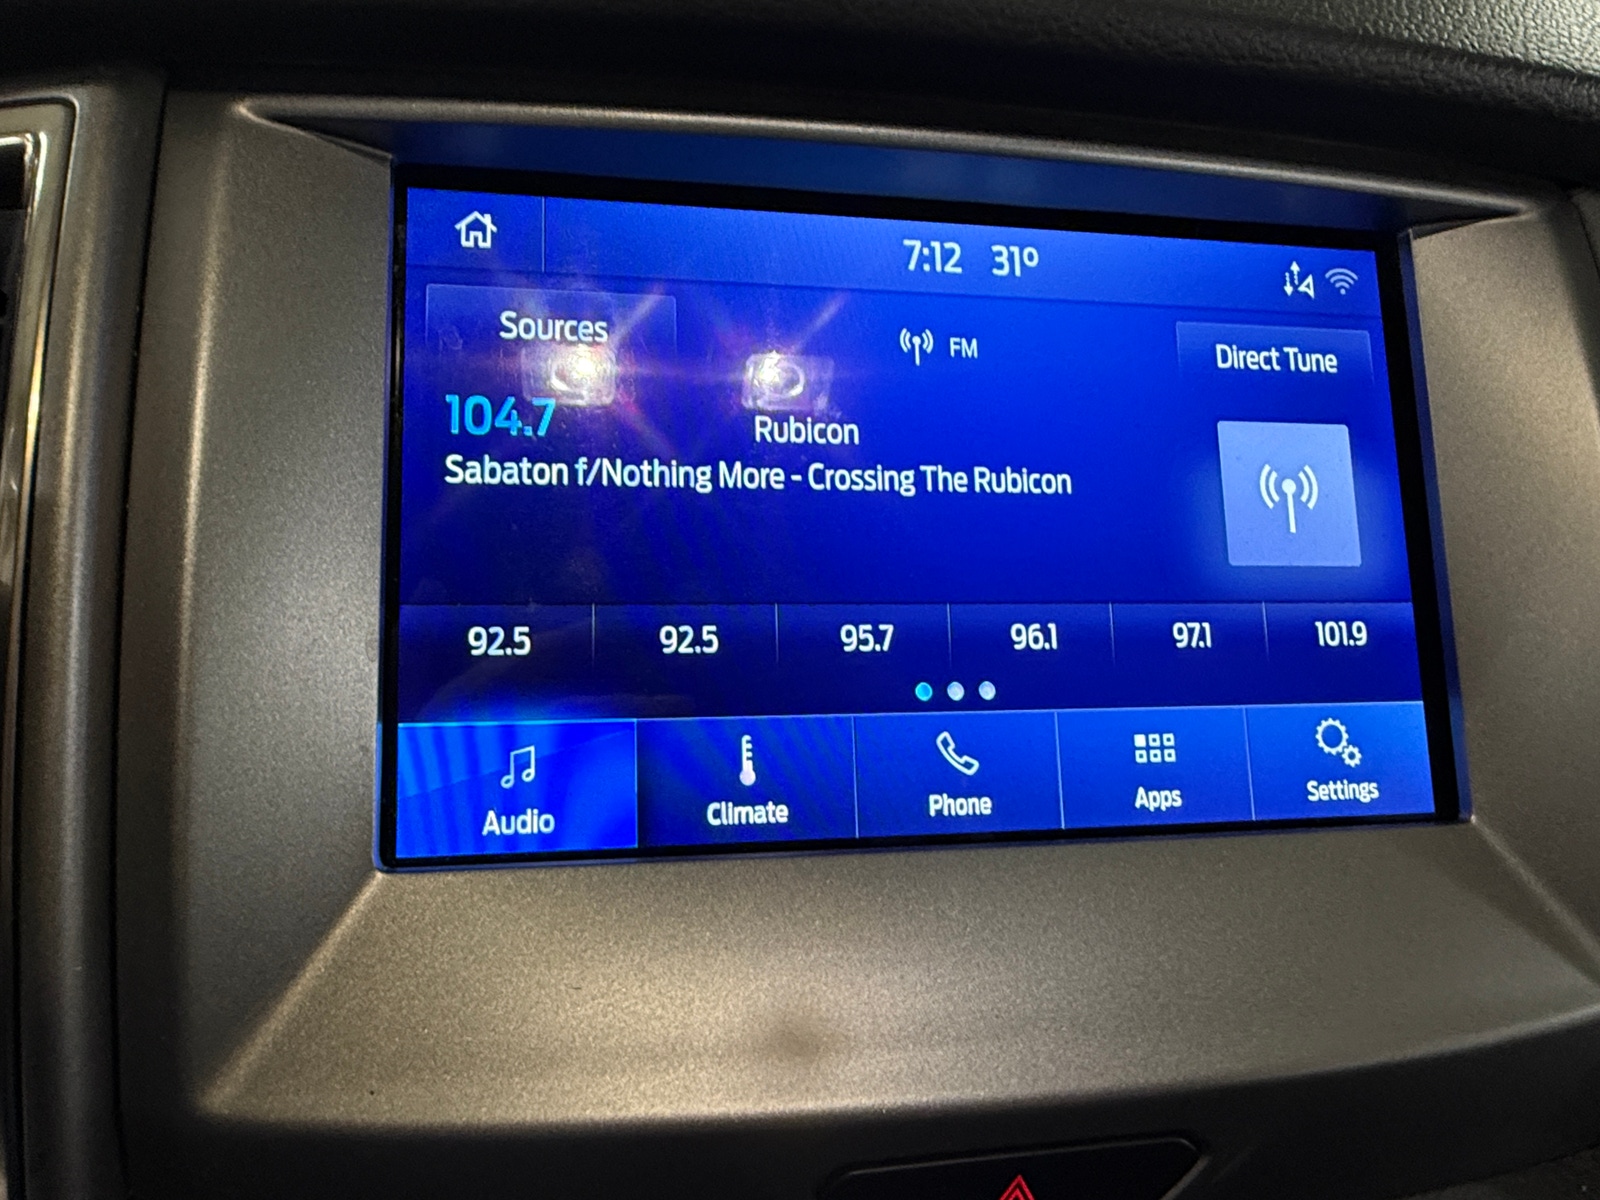 7:12 31º
Sources
FM
Direct Tune
104.7
Rubicon
Sabaton f/Nothing More - Crossing The Rubicon
92.5 92.5 95.7 96.1 97.1 101.9
Audio Climate Phone Apps Settings